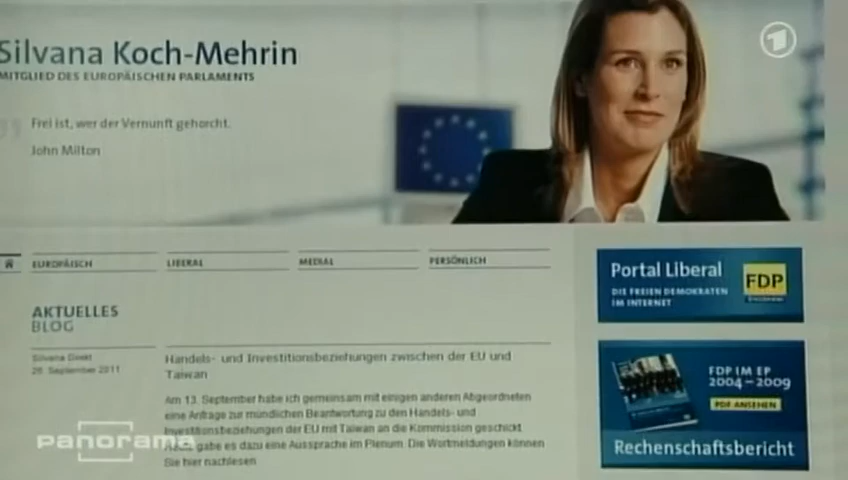 Silvana Koch-Mehrin
MITGLIED DES EUROPÄISCHEN PARLAMENTS
Frei ist, wer der Vernunft gehorcht.
John Milton
EUROPÄISCH
LIBERAL
MEDIAL
PERSÖNLICH
AKTUELLES
BLOG
Silvana Direkt
26. September 2011
Handels- und Investitionsbeziehungen zwischen der EU und
Taiwan
Am 13. September habe ich gemeinsam mit einigen anderen Abgeordneten
eine Anfrage zur mündlichen Beantwortung zu den Handels- und
Investitionsbeziehungen der EU mit Taiwan an die Kommission geschickt
Heute gabe es dazu eine Aussprache im Plenum. Die Wortmeldungen können
Sie hier nachlesen
Portal Liberal
DIE FREIEN DEMOKRATEN
IM INTERNET
FDP
FDP IM EP
2004–2009
PDF ANSEHEN
Rechenschaftsbericht
1
panorama